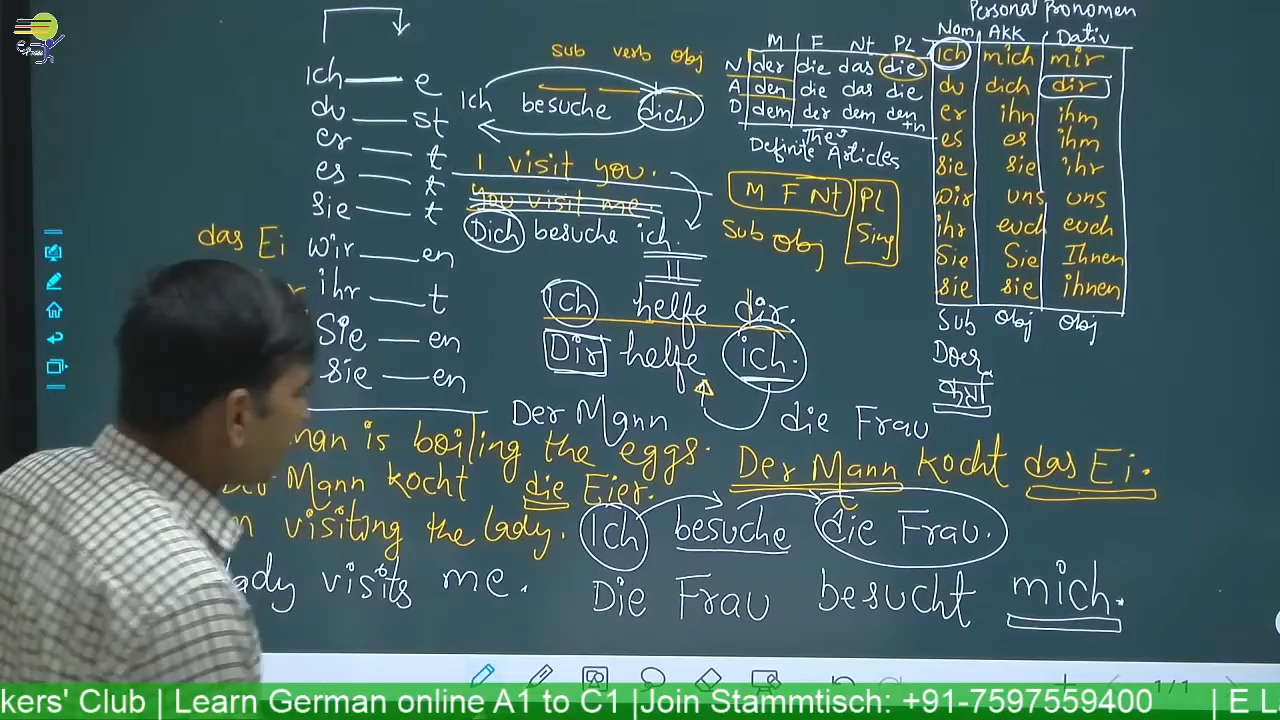 Personal Pronomen
Nom Akk Dativ
ich mich mir
du dich dir
er ihn ihm
es es ihm
sie sie ihr
wir uns uns
ihr euch euch
Sie Sie Ihnen
sie sie ihnen
Sub Obj Obj
Doer
कर्ता
M F Nt PL
N der die das die
A den die das die
D dem der dem den +n
The
Definite Articles
M F Nt PL
Sub Obj Sing
Ich e
du st
er t
es t
sie t
wir en
ihr t
Sie en
sie en
das Ei
sub verb obj
Ich besuche dich.
I visit you.
you visit me.
Dich besuche ich.
Ich helfe dir.
Dir helfe ich.
Der Mann die Frau
man is boiling the eggs. Der Mann kocht das Ei.
Mann kocht die Eier.
visiting the lady. Ich besuche die Frau.
lady visits me. Die Frau besucht mich.
1/1
kers' Club | Learn German online A1 to C1 |Join Stammtisch: +91-7597559400 | E L